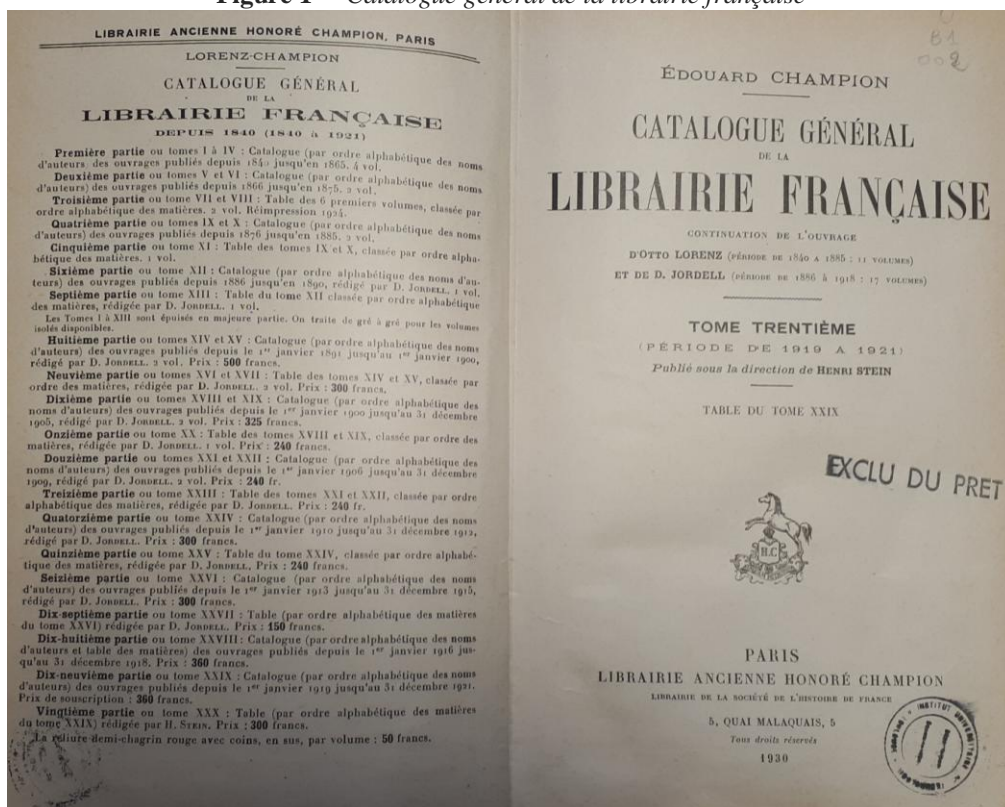 Figure 1 – Catalogue général de la librairie française
LIBRAIRIE ANCIENNE HONORÉ CHAMPION, PARIS
LORENZ-CHAMPION
CATALOGUE GÉNÉRAL
DE LA
LIBRAIRIE FRANÇAISE
DEPUIS 1840 (1840 à 1921)
Première partie ou tomes I à IV : Catalogue (par ordre alphabétique des noms
d'auteurs) des ouvrages publiés depuis 1840 jusqu'en 1865. 4 vol.
Deuxième partie ou tomes V et VI : Catalogue (par ordre alphabétique des noms
d'auteurs) des ouvrages publiés depuis 1866 jusqu'en 1875. 2 vol.
Troisième partie ou tome VII et VIII : Table des 6 premiers volumes, classée par
ordre alphabétique des matières. 2 vol. Réimpression 1924.
Quatrième partie ou tomes IX et X : Catalogue (par ordre alphabétique des noms
d'auteurs) des ouvrages publiés depuis 1876 jusqu'en 1885. 2 vol.
Cinquième partie ou tome XI : Table des tomes IX et X, classée par ordre alpha-
bétique des matières. 1 vol.
Sixième partie ou tome XII : Catalogue (par ordre alphabétique des noms d'au-
teurs) des ouvrages publiés depuis 1886 jusqu'en 1890, rédigé par D. JORDELL. 1 vol.
Septième partie ou tome XIII : Table du tome XII classée par ordre alphabétique
des matières, rédigée par D. JORDELL. 1 vol.
Les Tomes I à XIII sont épuisés en majeure partie. On traite de gré à gré pour les volumes
isolés disponibles.
Huitième partie ou tome XIV et XV : Catalogue (par ordre alphabétique des noms
d'auteurs) des ouvrages publiés depuis le 1er janvier 1891 jusqu'au 1er janvier 1900,
rédigé par D. JORDELL. 2 vol. Prix : 500 francs.
Neuvième partie ou tomes XVI et XVII : Table des tomes XIV et XV, classée par
ordre des matières, rédigée par D. JORDELL. 2 vol. Prix : 300 francs.
Dixième partie ou tomes XVIII et XIX : Catalogue (par ordre alphabétique des
noms d'auteurs) des ouvrages publiés depuis le 1er janvier 1900 jusqu'au 31 décembre
1905, rédigé par D. JORDELL. 2 vol. Prix : 325 francs.
Onzième partie ou tome XX : Table des tomes XVIII et XIX, classée par ordre des
matières, rédigée par D. JORDELL. 1 vol. Prix : 240 francs.
Douzième partie ou tome XXI et XXII : Catalogue (par ordre alphabétique des
noms d'auteurs) des ouvrages publiés depuis le 1er janvier 1906 jusqu'au 31 décembre
1909, rédigé par D. JORDELL. 2 vol. Prix : 240 fr.
Treizième partie ou tome XXIII : Table des tomes XXI et XXII, classée par ordre
alphabétique des matières, rédigée par D. JORDELL. Prix : 240 fr.
Quatorzième partie ou tome XXIV : Catalogue (par ordre alphabétique des noms
d'auteurs) des ouvrages publiés depuis le 1er janvier 1910 jusqu'au 31 décembre 1912,
rédigé par D. JORDELL. Prix : 300 francs.
Quinzième partie ou tome XXV : Table du tome XXIV, classée par ordre alphabé-
tique des matières, rédigée par D. JORDELL. Prix : 240 francs.
Seizième partie ou tome XXVI : Catalogue (par ordre alphabétique des noms
d'auteurs) des ouvrages publiés depuis le 1er janvier 1913 jusqu'au 31 décembre 1915,
rédigé par D. JORDELL. Prix : 300 francs.
Dix-septième partie ou tome XXVII : Table (par ordre alphabétique des matières
du tome XXVI) rédigée par D. JORDELL. Prix : 150 francs.
Dix-huitième partie ou tome XXVIII : Catalogue (par ordre alphabétique des noms
d'auteurs et table des matières) des ouvrages publiés depuis le 1er janvier 1916 jus-
qu'au 31 décembre 1918. Prix : 360 francs.
Dix-neuvième partie ou tome XXIX : Catalogue (par ordre alphabétique des noms
d'auteurs) des ouvrages publiés depuis le 1er janvier 1919 jusqu'au 31 décembre 1921.
Prix de souscription : 360 francs.
Vingtième partie ou tome XXX : Table (par ordre alphabétique des matières
du tome XXIX) rédigée par H. STEIN. Prix : 300 francs.
La reliure demi-chagrin rouge avec coins, en sus, par volume : 50 francs.
ÉDOUARD CHAMPION
CATALOGUE GÉNÉRAL
DE LA
LIBRAIRIE FRANÇAISE
CONTINUATION DE L'OUVRAGE
D'OTTO LORENZ (PÉRIODE DE 1840 A 1885 : 11 VOLUMES)
ET DE D. JORDELL (PÉRIODE DE 1886 à 1918 : 17 VOLUMES)
TOME TRENTIÈME
(PÉRIODE DE 1919 A 1921)
Publié sous la direction de HENRI STEIN
TABLE DU TOME XXIX
EXCLU DU PRET
H.C
PARIS
LIBRAIRIE ANCIENNE HONORÉ CHAMPION
LIBRAIRIE DE LA SOCIÉTÉ DE L'HISTOIRE DE FRANCE
5, QUAI MALAQUAIS, 5
Tous droits réservés
1930
INSTITUT UNIVERSITAIRE